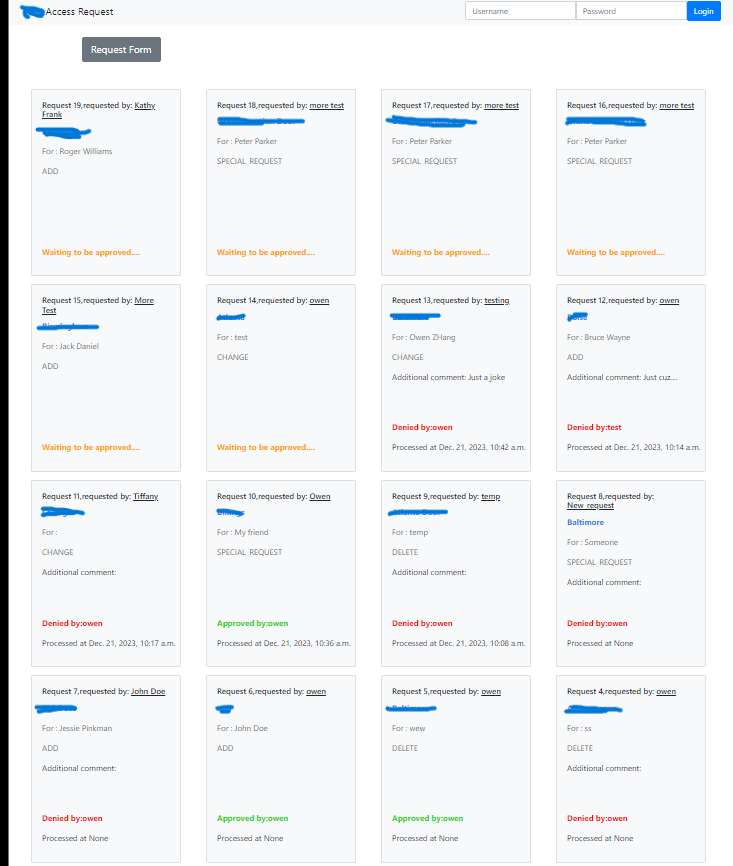 Access Request
Username
Password
Login
Request Form
Request 19,requested by: Kathy
Frank
For : Roger Williams
ADD
Waiting to be approved....
Request 18,requested by: more test
For : Peter Parker
SPECIAL_REQUEST
Waiting to be approved....
Request 17,requested by: more test
For : Peter Parker
SPECIAL_REQUEST
Waiting to be approved....
Request 16,requested by: more test
For : Peter Parker
SPECIAL_REQUEST
Waiting to be approved....
Request 15,requested by: More
Test
For : Jack Daniel
ADD
Waiting to be approved....
Request 14,requested by: owen
For : test
CHANGE
Waiting to be approved....
Request 13,requested by: testing
For : Owen ZHang
CHANGE
Additional comment: Just a joke
Denied by:owen
Processed at Dec. 21, 2023, 10:42 a.m.
Request 12,requested by: owen
For : Bruce Wayne
ADD
Additional comment: Just cuz...
Denied by:test
Processed at Dec. 21, 2023, 10:14 a.m.
Request 11,requested by: Tiffany
For :
CHANGE
Additional comment:
Denied by:owen
Processed at Dec. 21, 2023, 10:17 a.m.
Request 10,requested by: Owen
For : My friend
SPECIAL_REQUEST
Approved by:owen
Processed at Dec. 21, 2023, 10:36 a.m.
Request 9,requested by: temp
For : temp
DELETE
Additional comment:
Denied by:owen
Processed at Dec. 21, 2023, 10:08 a.m.
Request 8,requested by:
New_request
Baltimore
For : Someone
SPECIAL_REQUEST
Additional comment:
Denied by:owen
Processed at None
Request 7,requested by: John Doe
For : Jessie Pinkman
ADD
Additional comment:
Denied by:owen
Processed at None
Request 6,requested by: owen
For : John Doe
ADD
Approved by:owen
Processed at None
Request 5,requested by: owen
For : wew
DELETE
Approved by:owen
Processed at None
Request 4,requested by: owen
For : ss
DELETE
Additional comment:
Denied by:owen
Processed at None